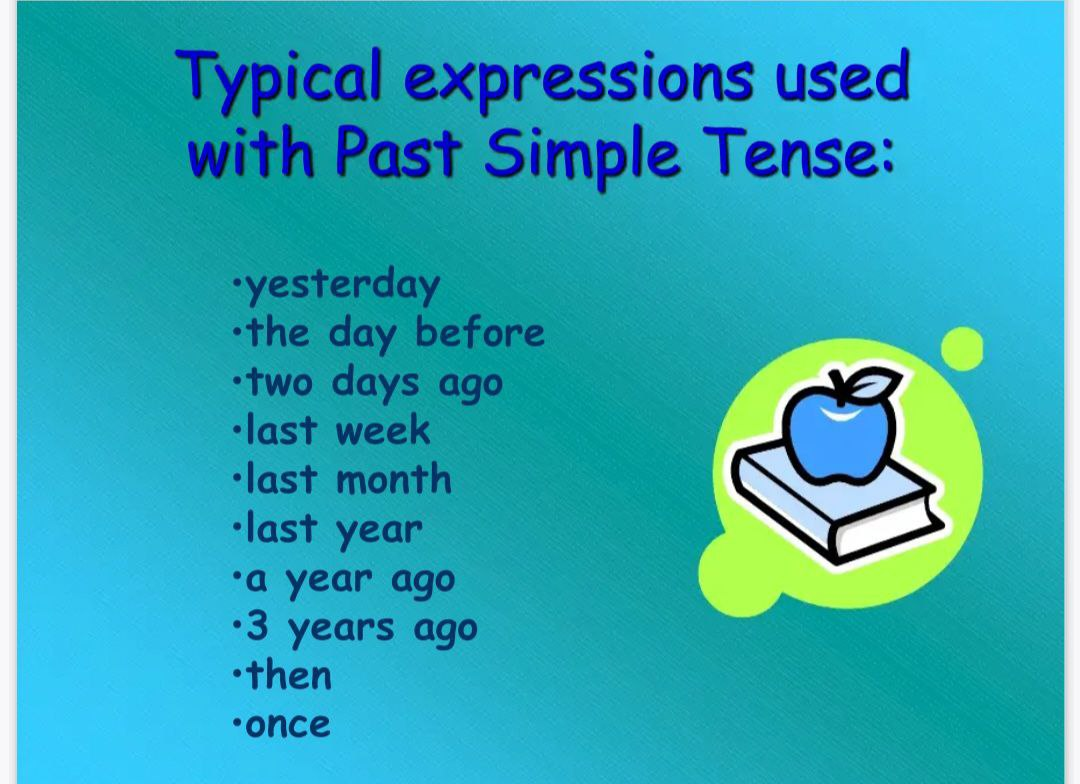 Typical expressions used
with Past Simple Tense:
•yesterday
•the day before
•two days ago
•last week
•last month
•last year
•a year ago
•3 years ago
•then
•once